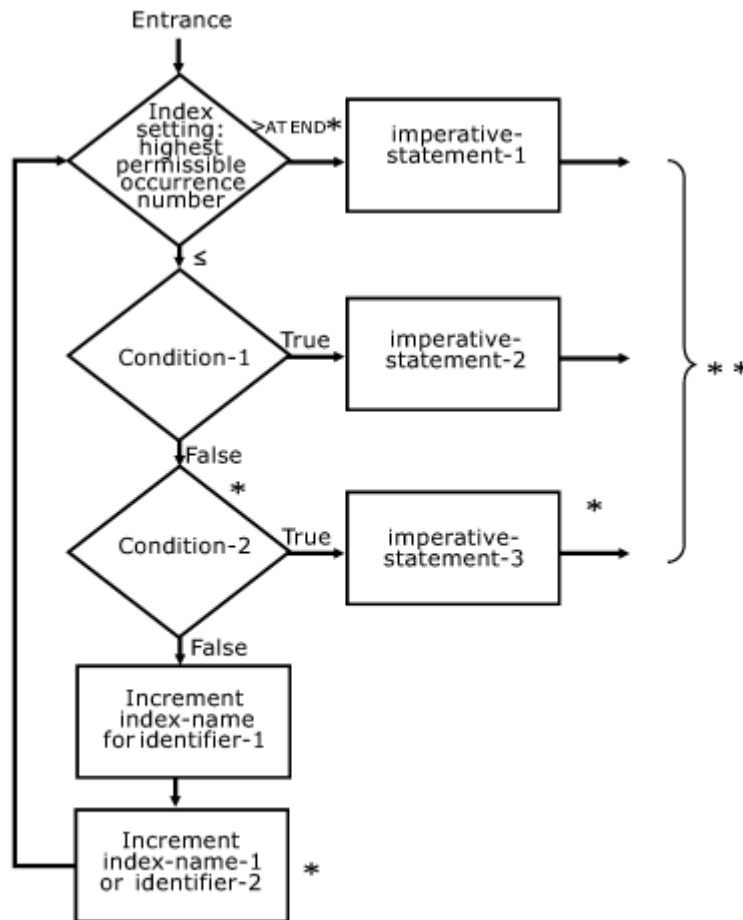 Entrance
Index
setting:
highest
permissible
occurrence
number
>AT END*
imperative-
statement-1
≤
Condition-1
True
imperative-
statement-2
* *
False
*
Condition-2
True
imperative-
statement-3
*
False
Increment
index-name
for identifier-1
Increment
index-name-1
or identifier-2
*